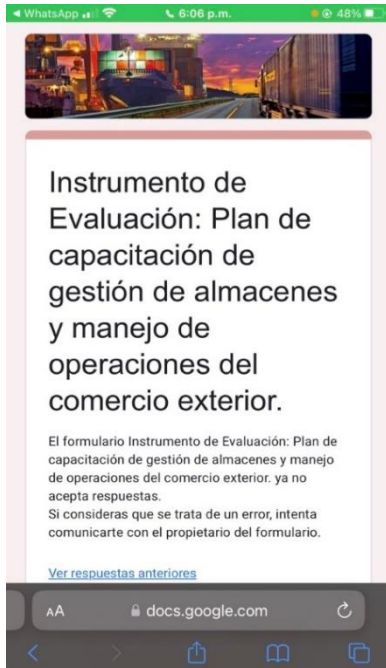 WhatsApp
6:06 p.m.
48%
Instrumento de
Evaluación: Plan de
capacitación de
gestión de almacenes
y manejo de
operaciones del
comercio exterior.
El formulario Instrumento de Evaluación: Plan de
capacitación de gestión de almacenes y manejo
de operaciones del comercio exterior. ya no
acepta respuestas.
Si consideras que se trata de un error, intenta
comunicarte con el propietario del formulario.
Ver respuestas anteriores
AA
docs.google.com